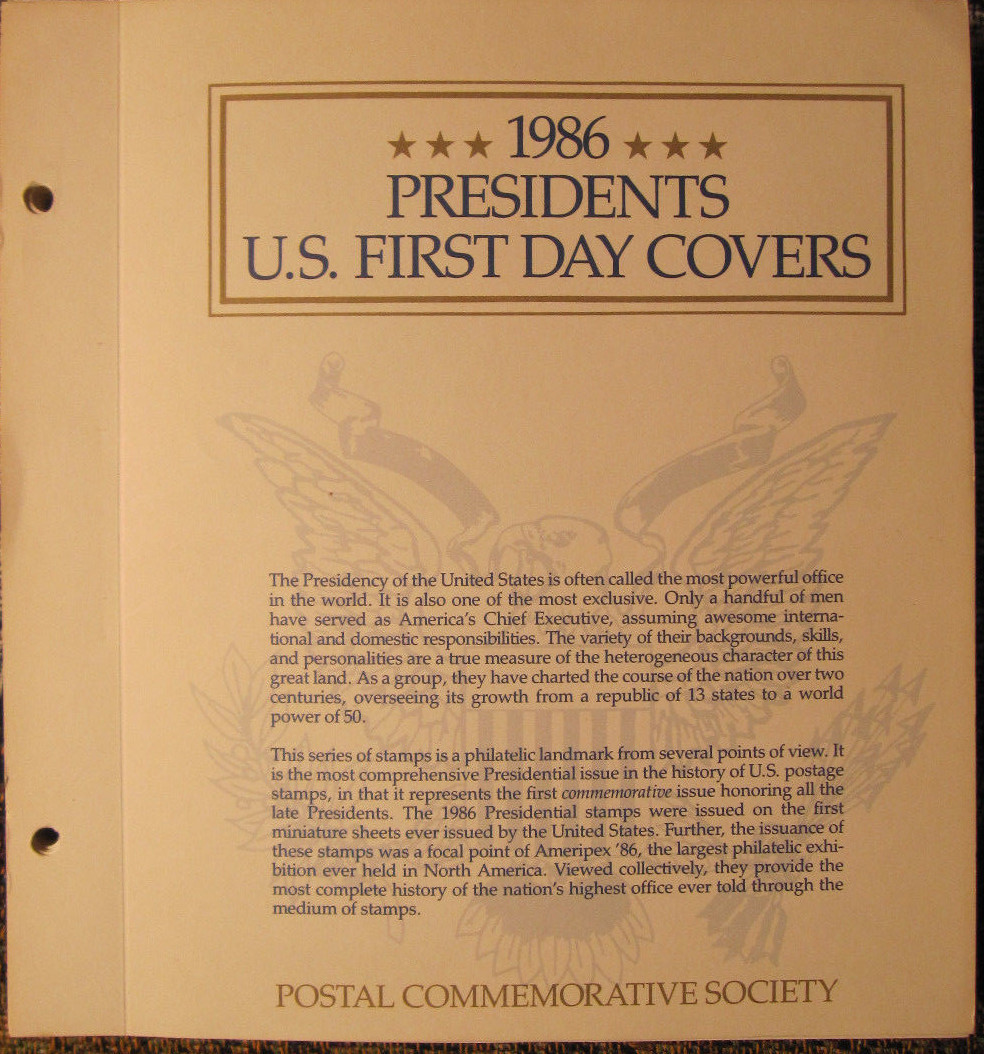 ★ ★ ★ 1986 ★ ★ ★
PRESIDENTS
U.S. FIRST DAY COVERS
The Presidency of the United States is often called the most powerful office
in the world. It is also one of the most exclusive. Only a handful of men
have served as America's Chief Executive, assuming awesome interna-
tional and domestic responsibilities. The variety of their backgrounds, skills,
and personalities are a true measure of the heterogeneous character of this
great land. As a group, they have charted the course of the nation over two
centuries, overseeing its growth from a republic of 13 states to a world
power of 50.
This series of stamps is a philatelic landmark from several points of view. It
is the most comprehensive Presidential issue in the history of U.S. postage
stamps, in that it represents the first commemorative issue honoring all the
late Presidents. The 1986 Presidential stamps were issued on the first
miniature sheets ever issued by the United States. Further, the issuance of
these stamps was a focal point of Ameripex '86, the largest philatelic exhi-
bition ever held in North America. Viewed collectively, they provide the
most complete history of the nation's highest office ever told through the
medium of stamps.
POSTAL COMMEMORATIVE SOCIETY